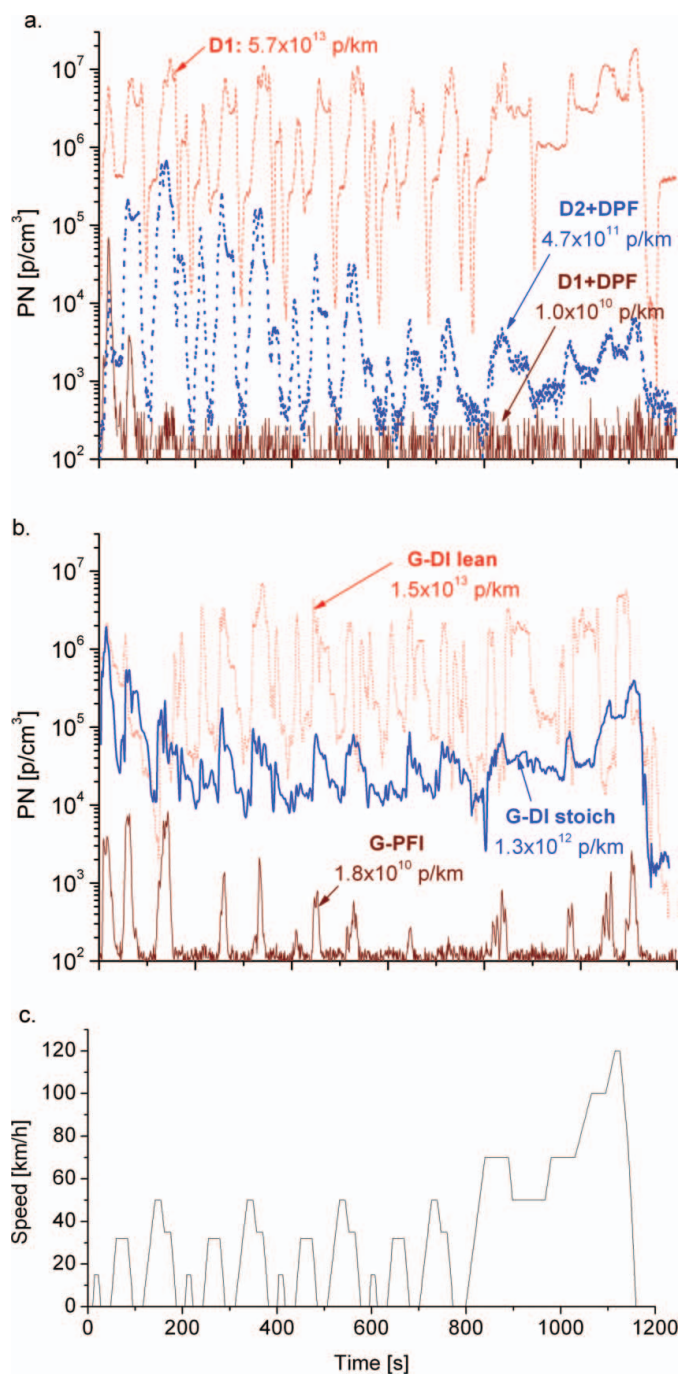 a.
PN [p/cm³]
10⁷
10⁶
10⁵
10⁴
10³
10²
D1: 5.7x10¹³ p/km
D2+DPF
4.7x10¹¹ p/km
D1+DPF
1.0x10¹⁰ p/km
b.
PN [p/cm³]
10⁷
10⁶
10⁵
10⁴
10³
10²
G-DI lean
1.5x10¹³ p/km
G-DI stoich
1.3x10¹² p/km
G-PFI
1.8x10¹⁰ p/km
c.
Speed [km/h]
120
100
80
60
40
20
0
0 200 400 600 800 1000 1200
Time [s]